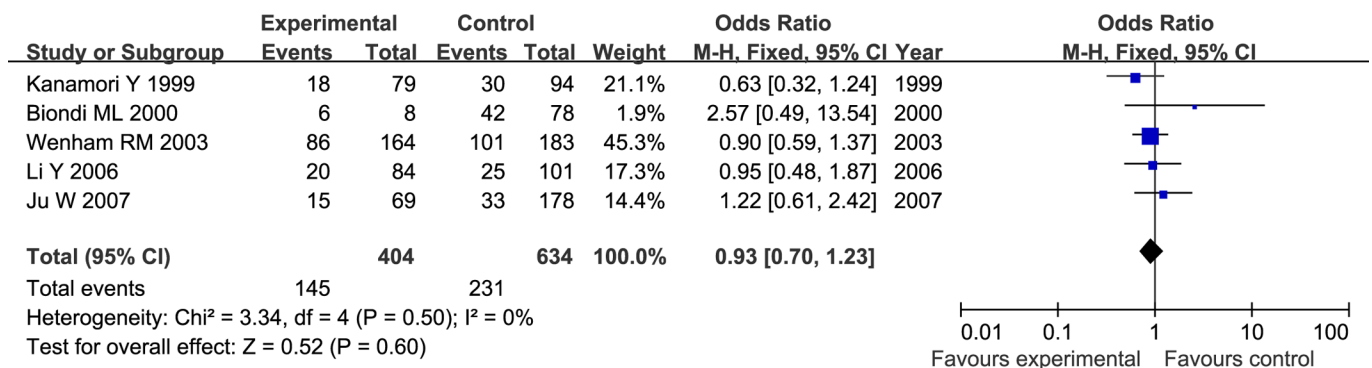 Experimental Control Odds Ratio Odds Ratio
Study or Subgroup Events Total Events Total Weight M-H, Fixed, 95% CI Year M-H, Fixed, 95% CI
Kanamori Y 1999 18 79 30 94 21.1% 0.63 [0.32, 1.24] 1999
Biondi ML 2000 6 8 42 78 1.9% 2.57 [0.49, 13.54] 2000
Wenham RM 2003 86 164 101 183 45.3% 0.90 [0.59, 1.37] 2003
Li Y 2006 20 84 25 101 17.3% 0.95 [0.48, 1.87] 2006
Ju W 2007 15 69 33 178 14.4% 1.22 [0.61, 2.42] 2007
Total (95% CI) 404 634 100.0% 0.93 [0.70, 1.23]
Total events 145 231
Heterogeneity: Chi² = 3.34, df = 4 (P = 0.50); I² = 0%
Test for overall effect: Z = 0.52 (P = 0.60)
0.01 0.1 1 10 100
Favours experimental Favours control